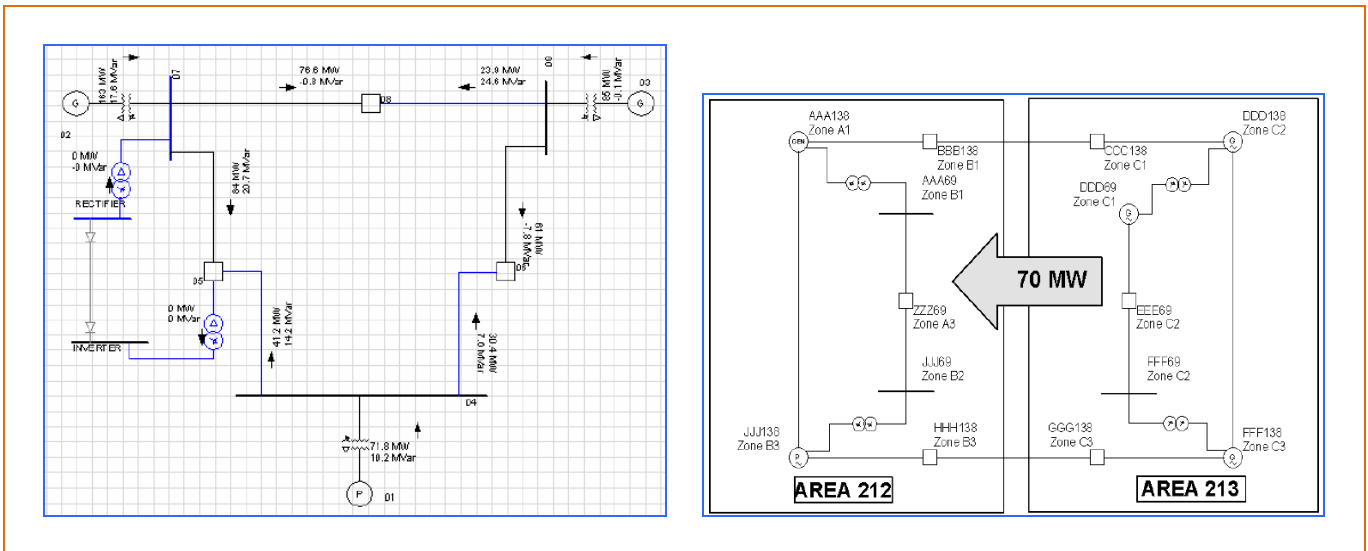 07
76.6 MW
-0.8 MVar
23.9 MW
24.6 MVar
163 MW
17.6 MVar
85 MW
-0.1 MVar
03
G
08
G
02
0 MW
-0 MVar
84 MW
20.7 MVar
RECTIFIER
61 MW
-7.8 MVar
05
0 MW
0 MVar
41.2 MW
14.2 MVar
30.4 MW
7.0 MVar
INVERTER
04
71.8 MW
10.2 MVar
P
01
AAA138
Zone A1
GEN
BBB138
Zone B1
CCC138
Zone C1
DDD138
Zone C2
G
AAA69
Zone B1
DDD69
Zone C1
G
70 MW
ZZZ69
Zone A3
EEE69
Zone C2
JJJ69
Zone B2
FFF69
Zone C2
JJJ138
Zone B3
P
HHH138
Zone B3
GGG138
Zone C3
FFF138
Zone C3
G
AREA 212
AREA 213